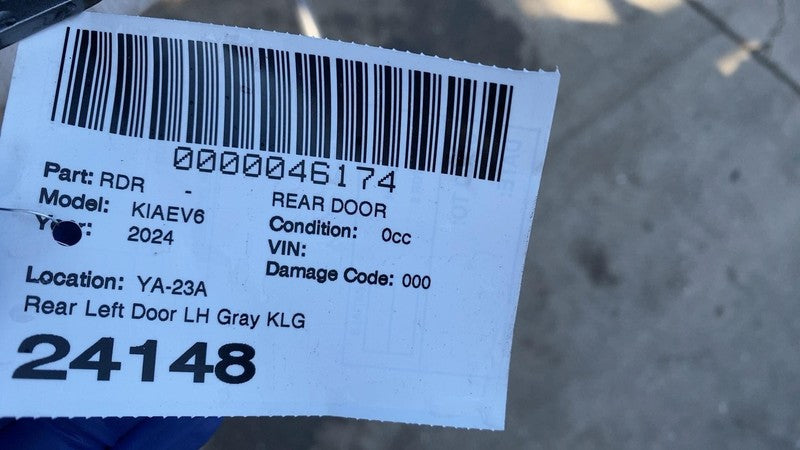 0000046174
Part: RDR - REAR DOOR
Model: KIAEV6 Condition: 0cc
Year: 2024 VIN:
Damage Code: 000
Location: YA-23A
Rear Left Door LH Gray KLG
24148